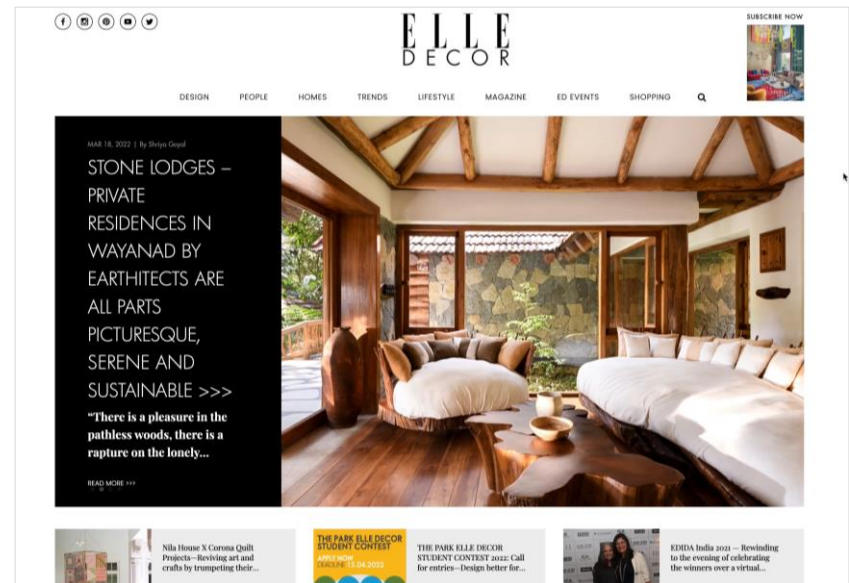 SUBSCRIBE NOW
ELLE
DECOR
DESIGN PEOPLE HOMES TRENDS LIFESTYLE MAGAZINE ED EVENTS SHOPPING
MAR 18, 2022 | By Shriya Goyal
STONE LODGES –
PRIVATE
RESIDENCES IN
WAYANAD BY
EARTHITECTS ARE
ALL PARTS
PICTURESQUE,
SERENE AND
SUSTAINABLE >>>
“There is a pleasure in the
pathless woods, there is a
rapture on the lonely...
READ MORE >>>
Nila House X Corona Quilt
Projects—Reviving art and
crafts by trumpeting their...
THE PARK ELLE DECOR
STUDENT CONTEST
APPLY NOW
DEADLINE 15.04.2022
THE PARK ELLE DECOR
STUDENT CONTEST 2022: Call
for entries—Design better for...
EDIDA India 2021 — Rewinding
to the evening of celebrating
the winners over a virtual...